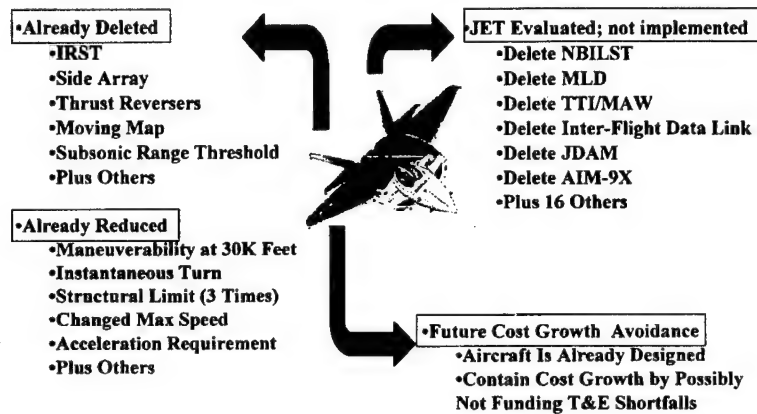 •Already Deleted
•IRST
•Side Array
•Thrust Reversers
•Moving Map
•Subsonic Range Threshold
•Plus Others
•Already Reduced
•Maneuverability at 30K Feet
•Instantaneous Turn
•Structural Limit (3 Times)
•Changed Max Speed
•Acceleration Requirement
•Plus Others
•JET Evaluated; not implemented
•Delete NBILST
•Delete MLD
•Delete TTI/MAW
•Delete Inter-Flight Data Link
•Delete JDAM
•Delete AIM-9X
•Plus 16 Others
•Future Cost Growth Avoidance
•Aircraft Is Already Designed
•Contain Cost Growth by Possibly
Not Funding T&E Shortfalls